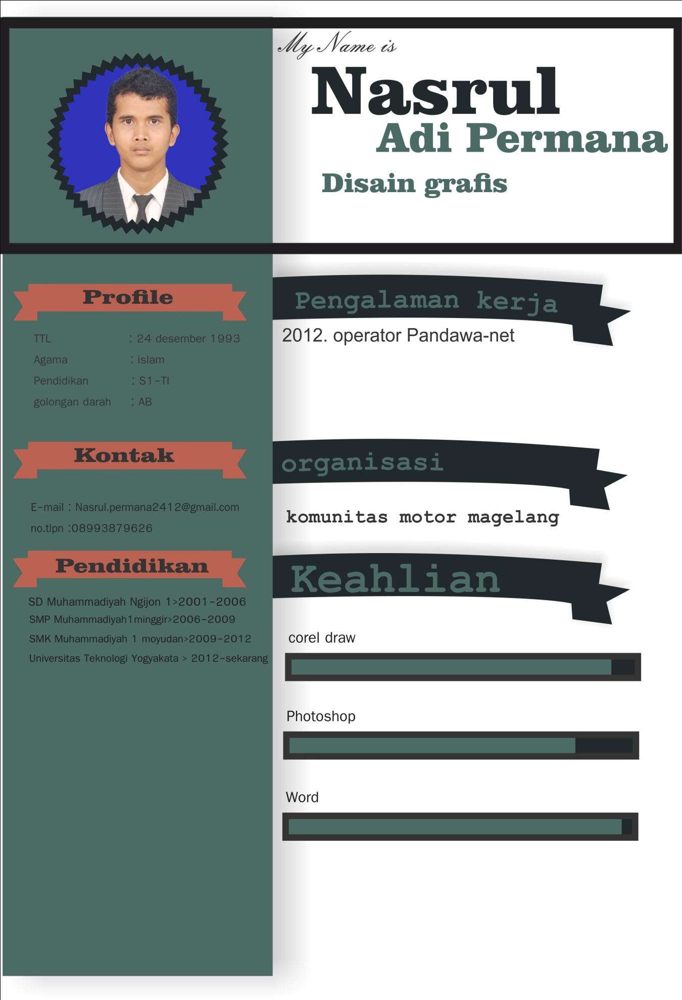 My Name is
Nasrul
Adi Permana
Disain grafis
Profile
TTL : 24 desember 1993
Agama : islam
Pendidikan : S1-TI
golongan darah : AB
Kontak
E-mail : Nasrul.permana2412@gmail.com
no.tlpn :08993879626
Pendidikan
SD Muhammadiyah Ngijon 1>2001-2006
SMP Muhammadiyah1minggir>2006-2009
SMK Muhammadiyah 1 moyudan>2009-2012
Universitas Teknologi Yogyakata > 2012-sekarang
Pengalaman kerja
2012. operator Pandawa-net
organisasi
komunitas motor magelang
Keahlian
corel draw
Photoshop
Word